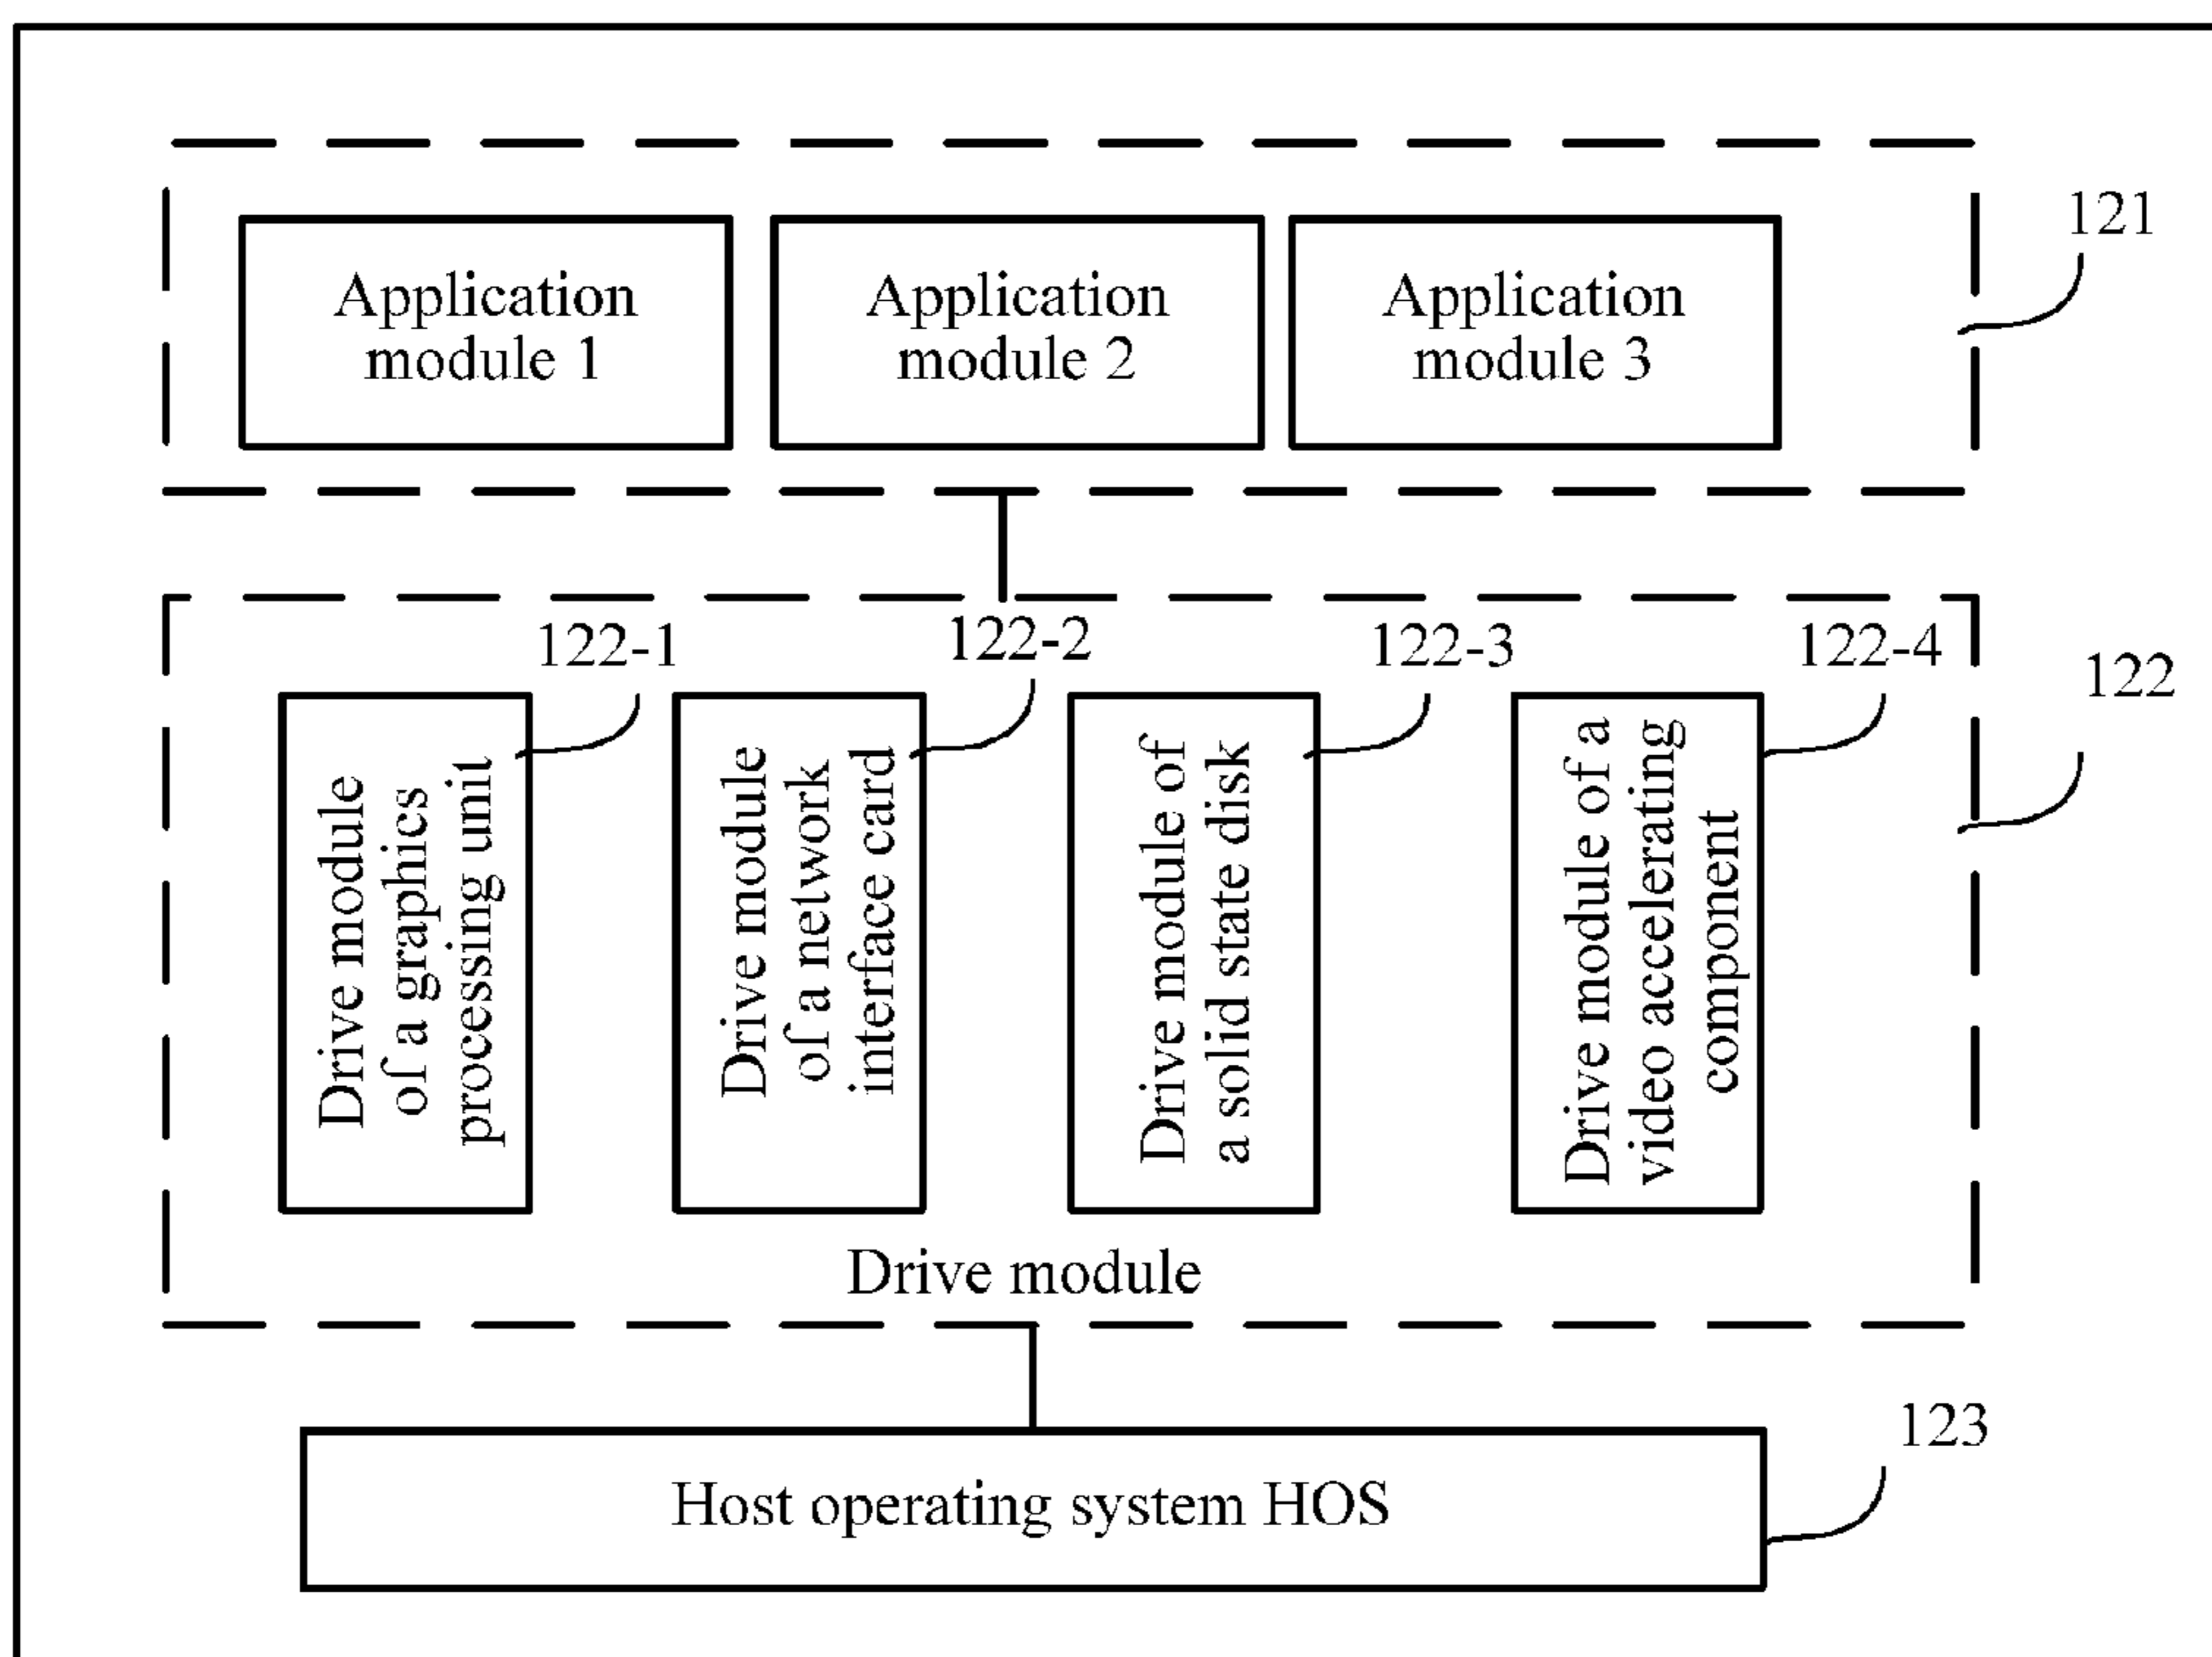 121
Application
module 1
Application
module 2
Application
module 3
122-1
122-2
122-3
122-4
122
Drive module
of a graphics
processing unit
Drive module
of a network
interface card
Drive module of
a solid state disk
Drive module of a
video accelerating
component
Drive module
123
Host operating system HOS